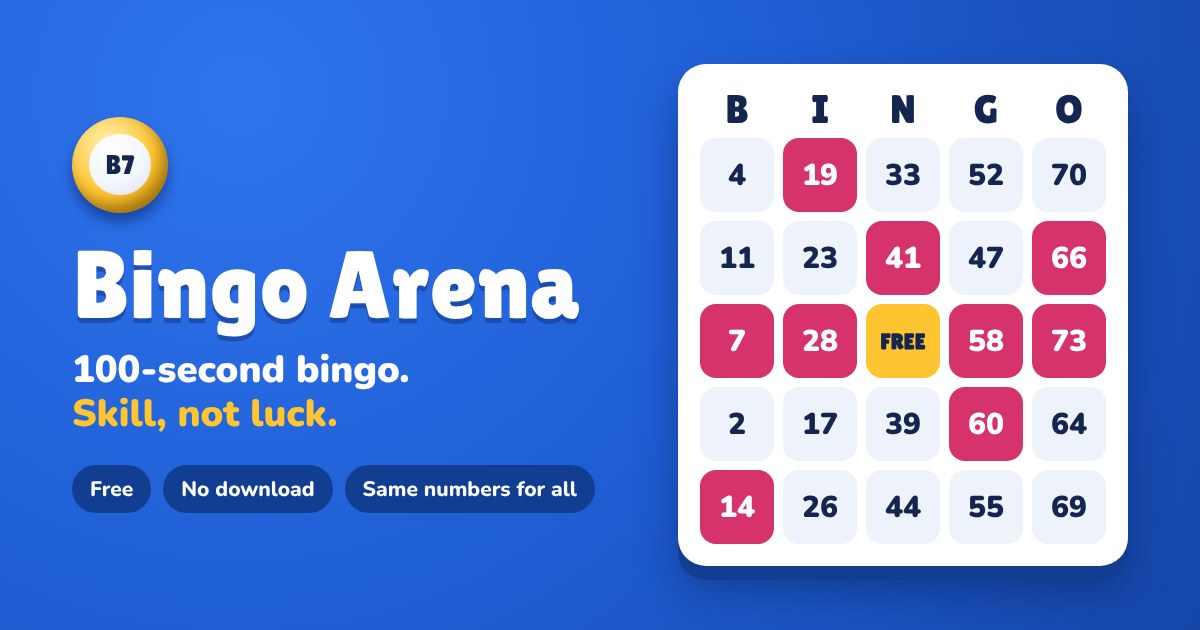 B7
Bingo Arena
100-second bingo.
Skill, not luck.
Free No download Same numbers for all
B I N G O
4 19 33 52 70
11 23 41 47 66
7 28 FREE 58 73
2 17 39 60 64
14 26 44 55 69